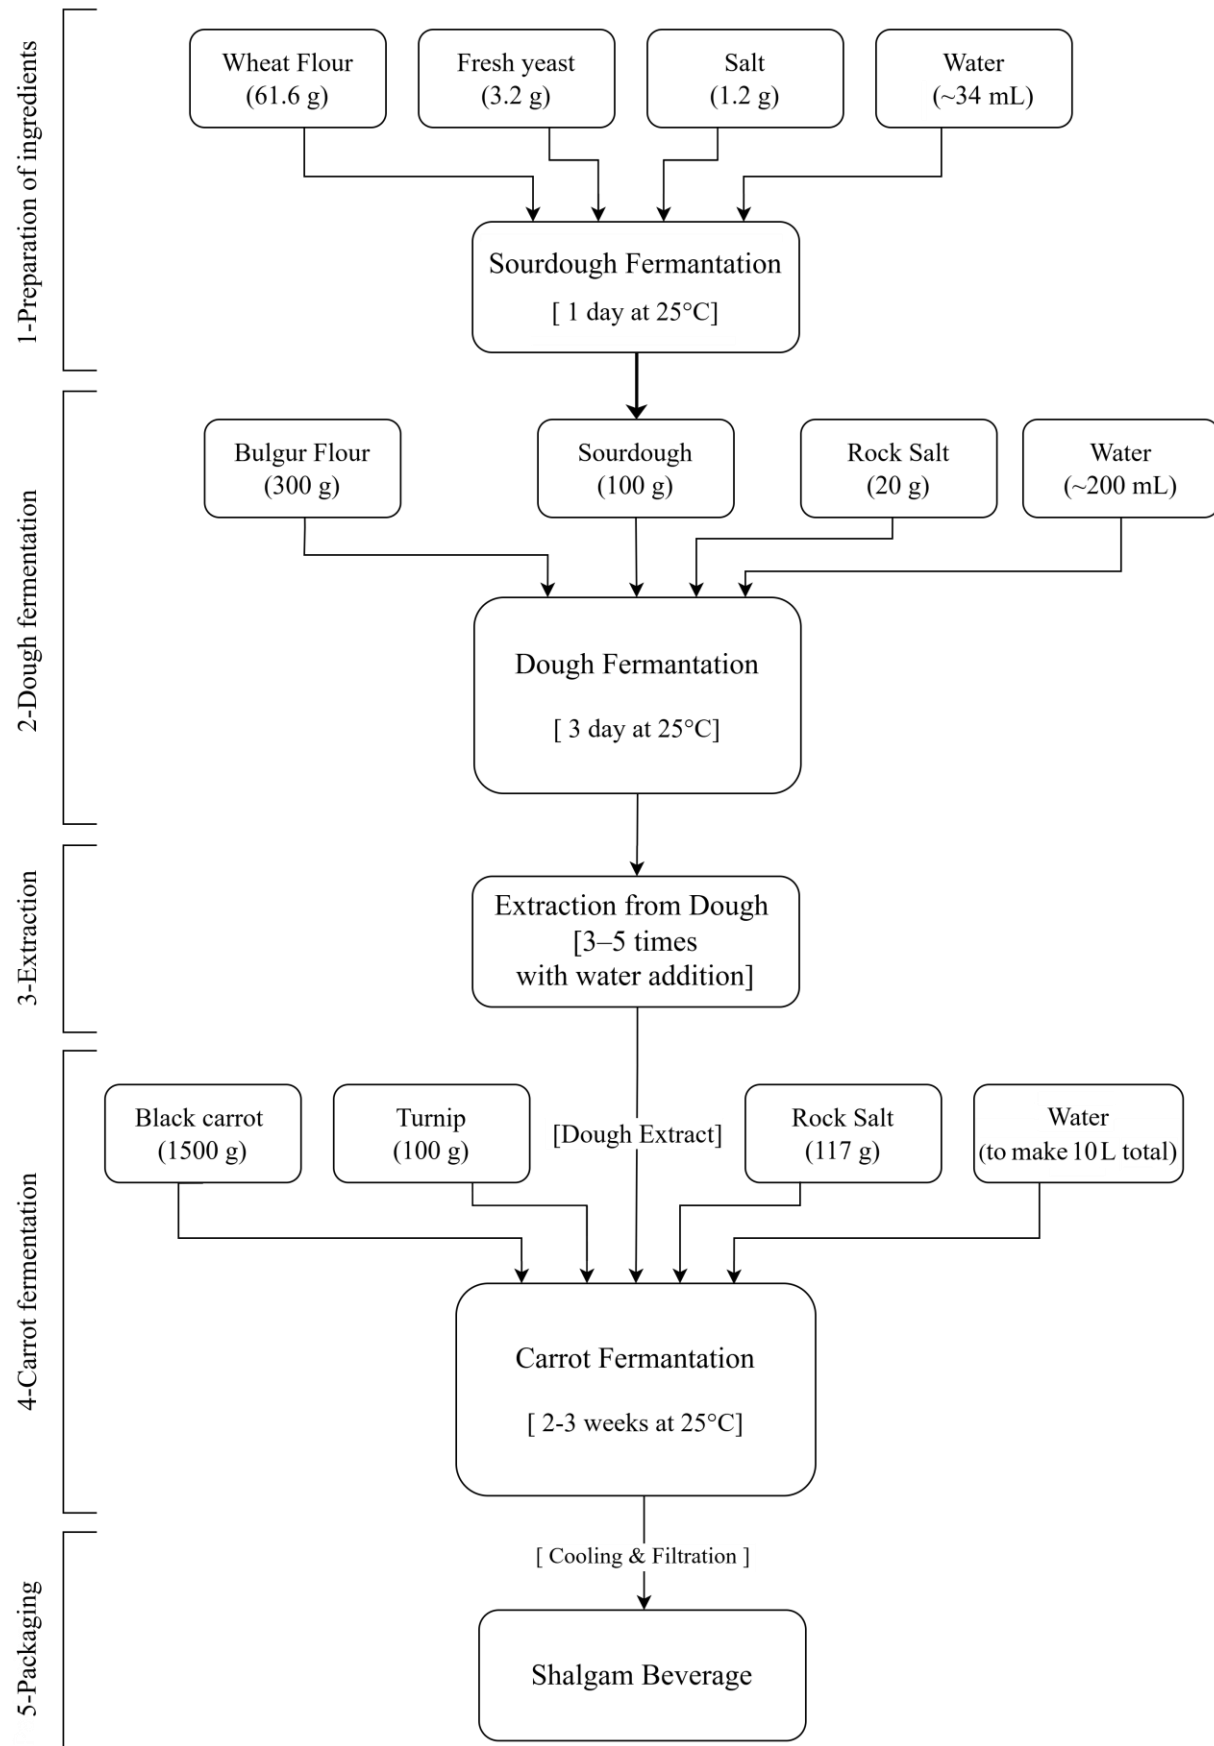 1-Preparation of ingredients
Wheat Flour
(61.6 g)
Fresh yeast
(3.2 g)
Salt
(1.2 g)
Water
(~34 mL)
Sourdough Fermantation
[ 1 day at 25°C]
2-Dough fermentation
Bulgur Flour
(300 g)
Sourdough
(100 g)
Rock Salt
(20 g)
Water
(~200 mL)
Dough Fermantation
[ 3 day at 25°C]
3-Extraction
Extraction from Dough
[3–5 times
with water addition]
4-Carrot fermentation
Black carrot
(1500 g)
Turnip
(100 g)
[Dough Extract]
Rock Salt
(117 g)
Water
(to make 10 L total)
Carrot Fermantation
[ 2-3 weeks at 25°C]
5-Packaging
[ Cooling & Filtration ]
Shalgam Beverage